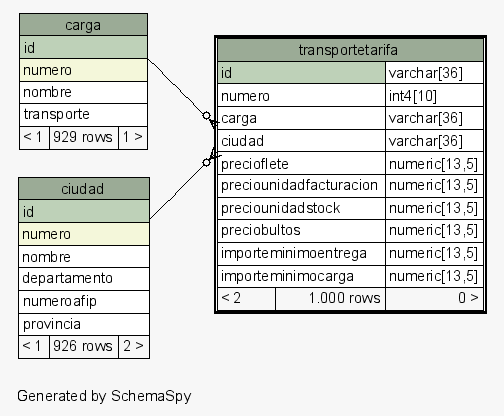 carga
id
numero
nombre
transporte
< 1 929 rows 1 >
ciudad
id
numero
nombre
departamento
numeroafip
provincia
< 1 926 rows 2 >
transportetarifa
id varchar[36]
numero int4[10]
carga varchar[36]
ciudad varchar[36]
precioflete numeric[13,5]
preciounidadfacturacion numeric[13,5]
preciounidadstock numeric[13,5]
preciobultos numeric[13,5]
importeminimoentrega numeric[13,5]
importeminimocarga numeric[13,5]
< 2 1.000 rows 0 >
Generated by SchemaSpy